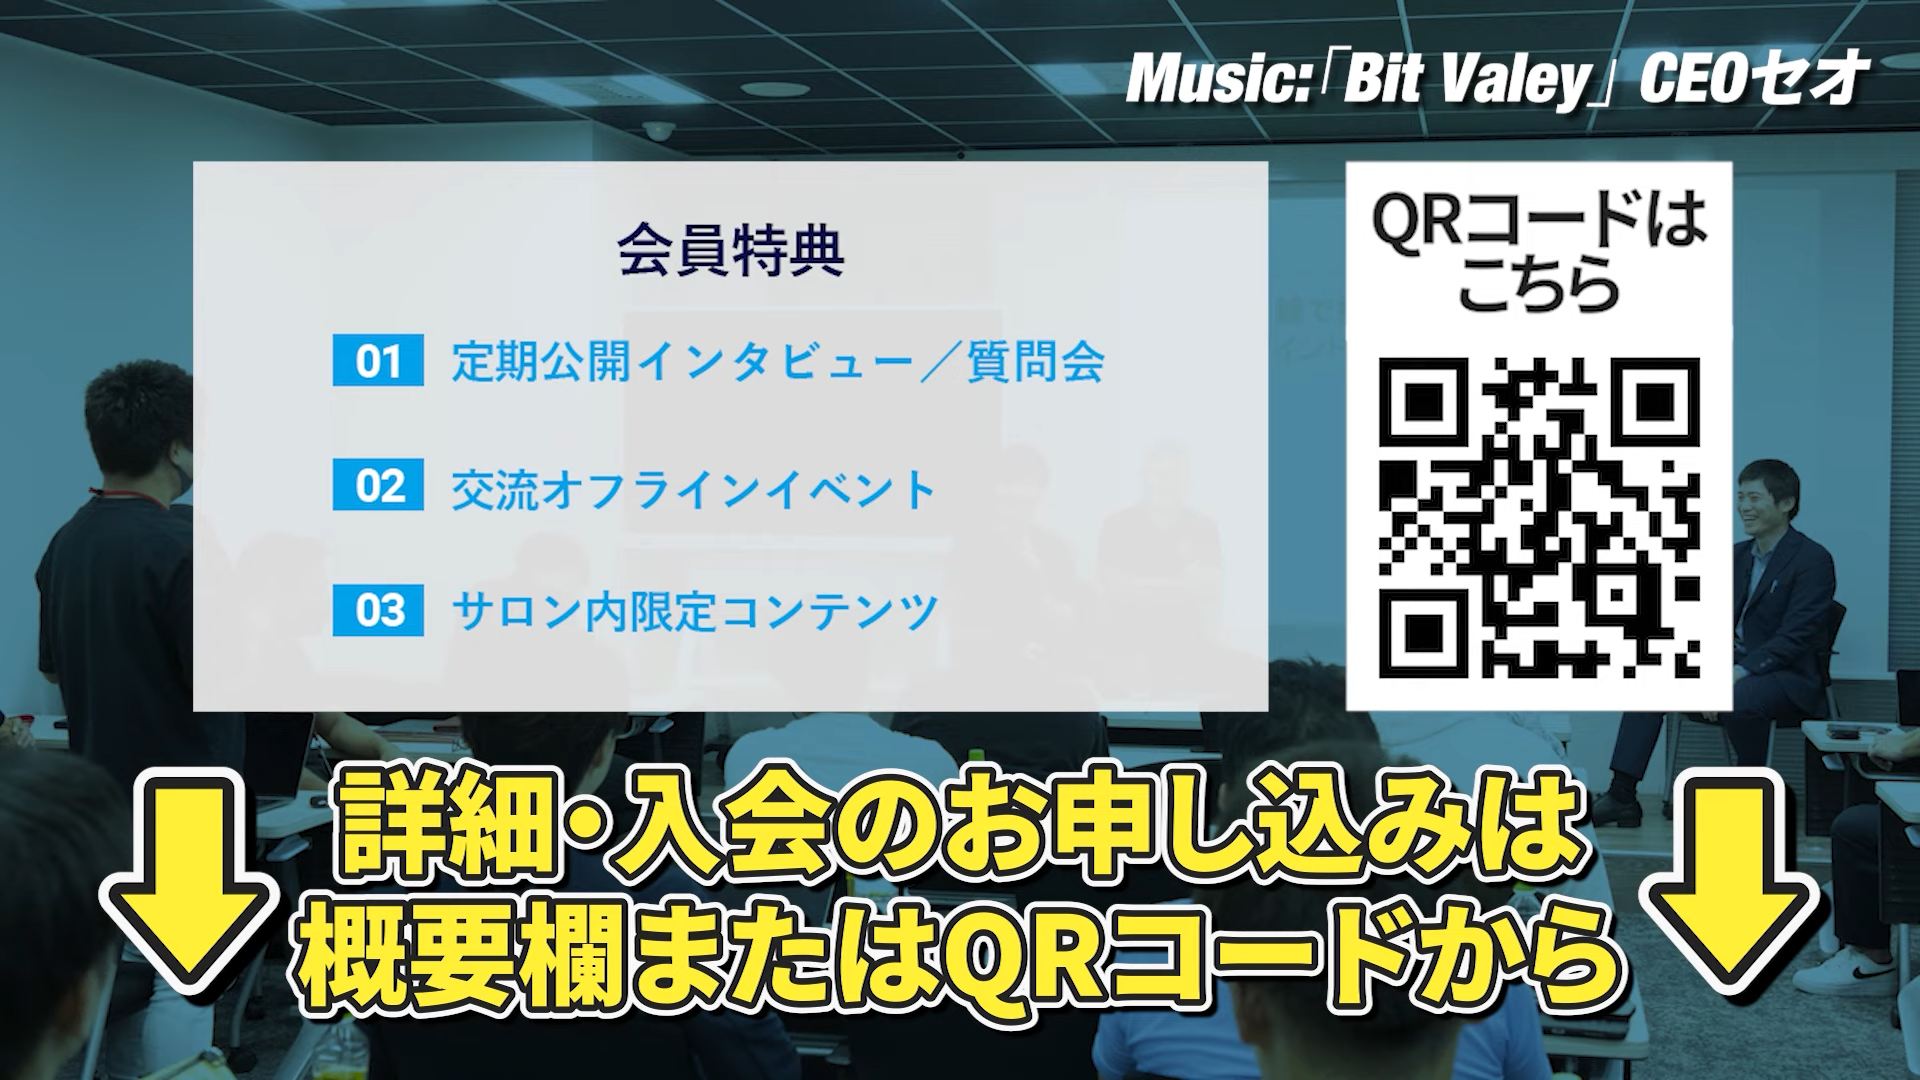 Music:「Bit Valey」CEOセオ
会員特典
01 定期公開インタビュー／質問会
02 交流オフラインイベント
03 サロン内限定コンテンツ
QRコードは
こちら
詳細・入会のお申し込みは
概要欄またはQRコードから